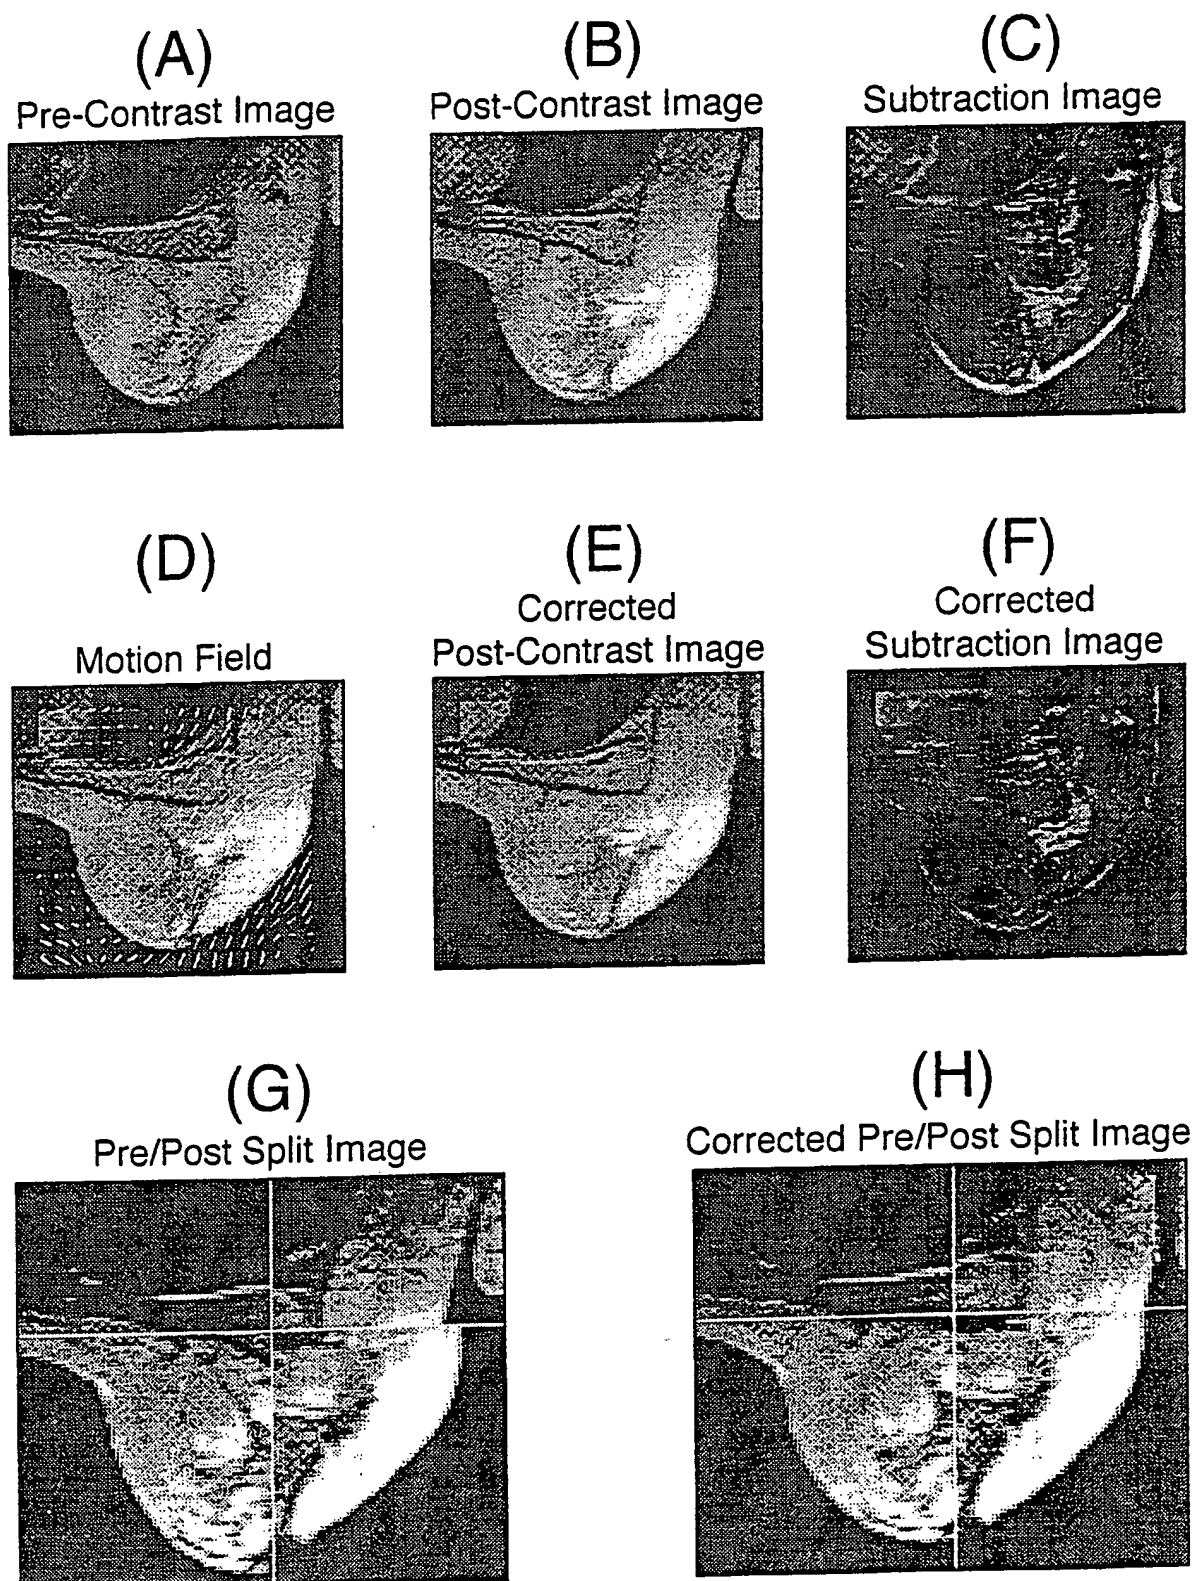 (A)
Pre-Contrast Image
(B)
Post-Contrast Image
(C)
Subtraction Image
(D)
Motion Field
(E)
Corrected
Post-Contrast Image
(F)
Corrected
Subtraction Image
(G)
Pre/Post Split Image
(H)
Corrected Pre/Post Split Image